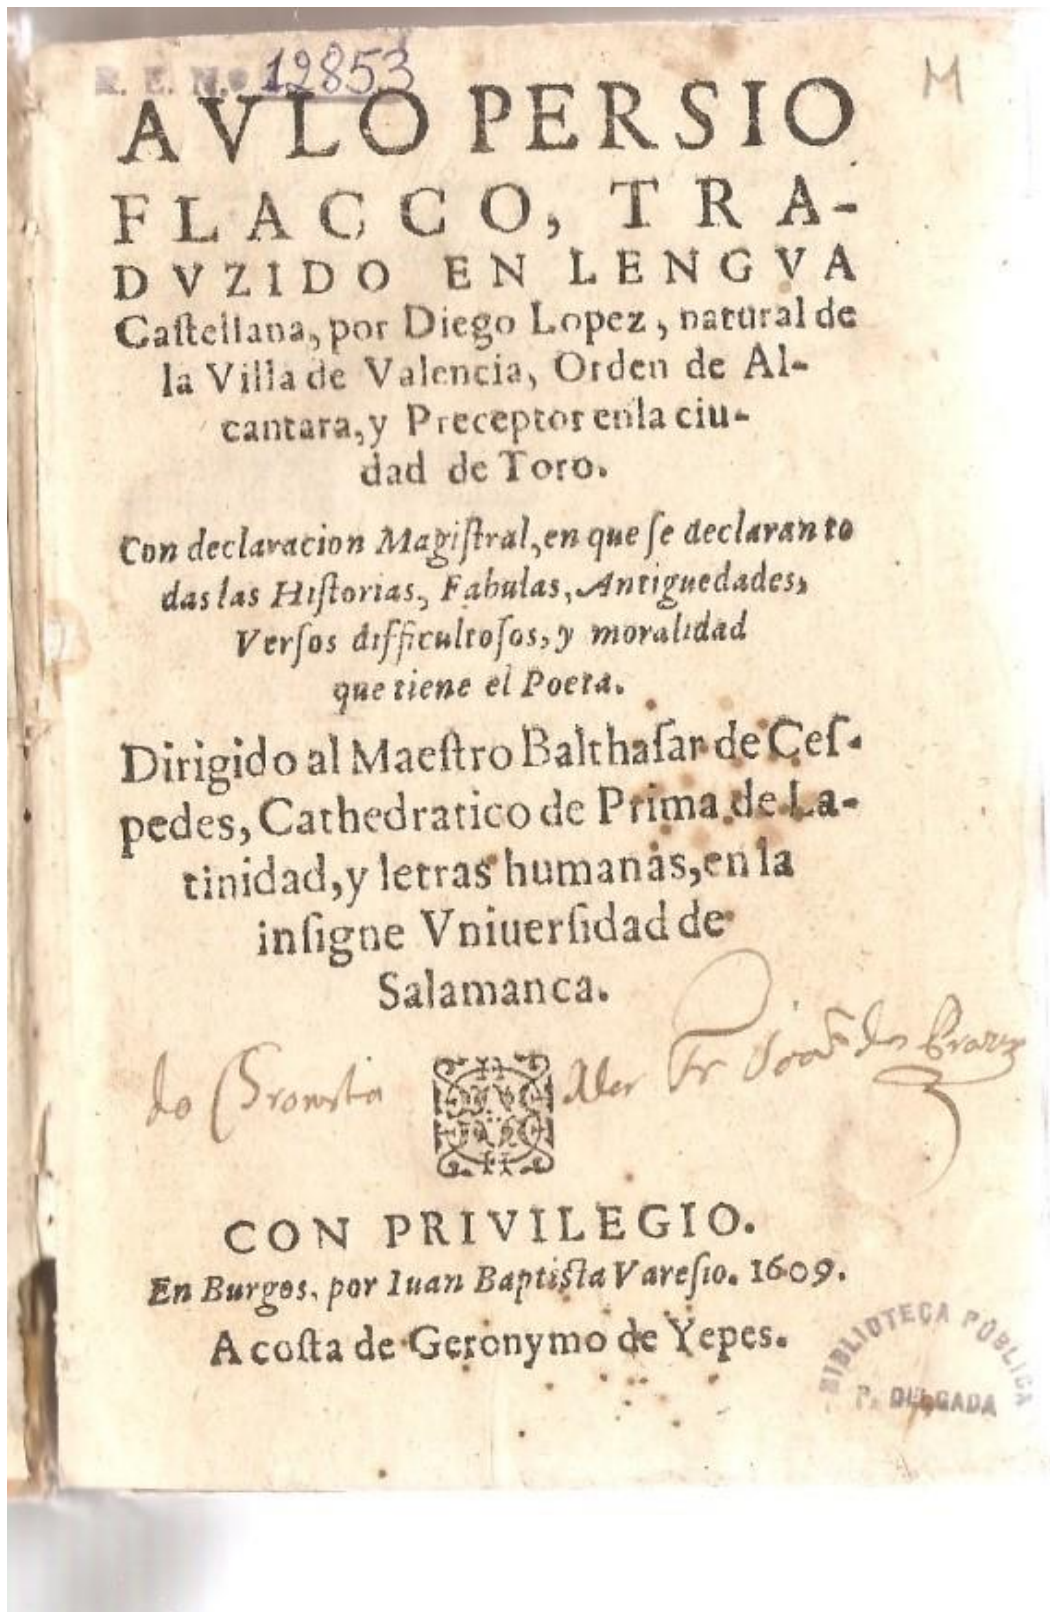 R. E. N.º 12853
M
AVLO PERSIO
FLACCO, TRA-
DVZIDO EN LENGVA
Caſtellana, por Diego Lopez, natural de
la Villa de Valencia, Orden de Al-
cantara, y Preceptor en la ciu-
dad de Toro.
Con declaracion Magiſtral, en que ſe declaran to
das las Hiſtorias, Fabulas, Antiguedades,
Verſos difficultoſos, y moralidad
que tiene el Poeta.
Dirigido al Maeſtro Balthaſar de Ceſ-
pedes, Cathedratico de Prima de La-
tinidad, y letras humanas, en la
inſigne Vniuerſidad de
Salamanca.
do
Fr
CON PRIVILEGIO.
En Burgos, por Iuan Baptiſta Vareſio. 1609.
A coſta de Geronymo de Yepes.
BIBLIOTECA PÚBLICA
P. DELGADA